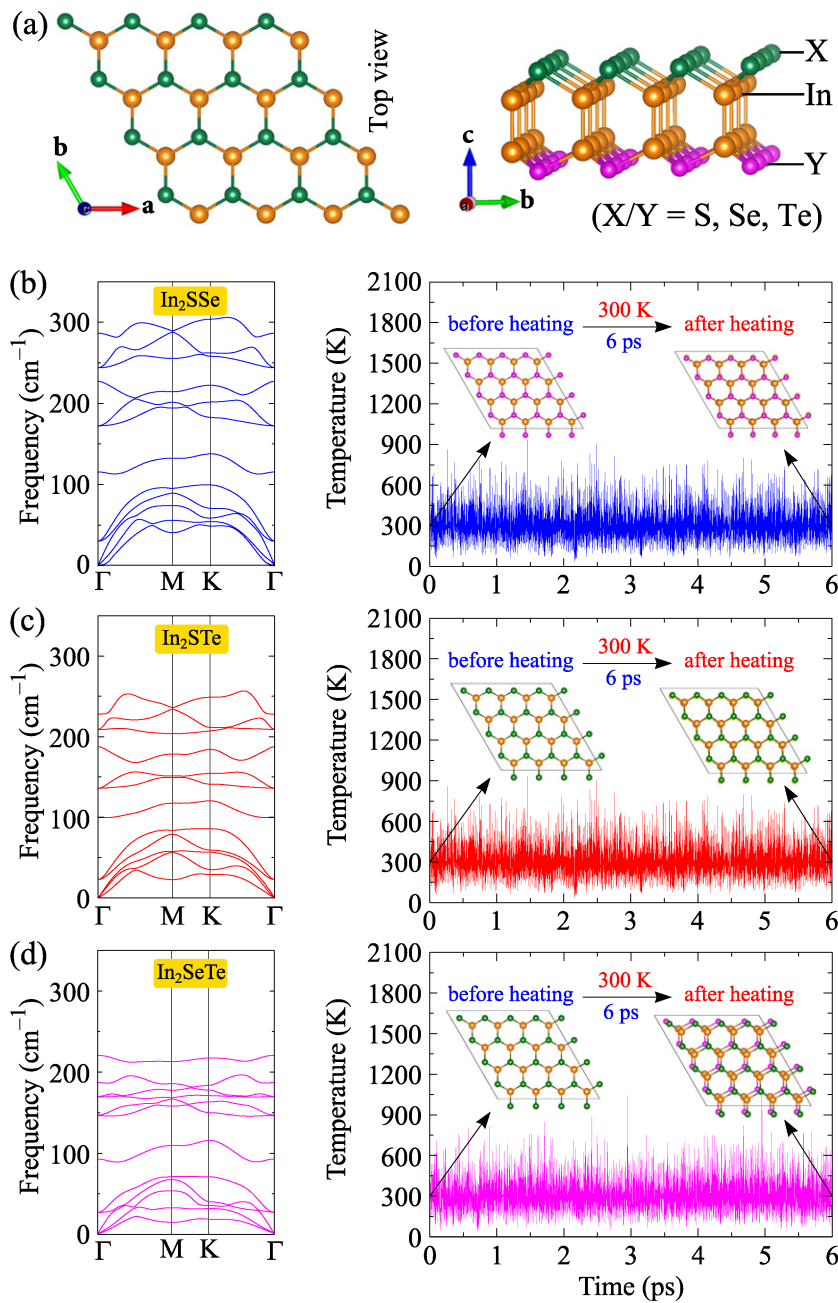 (a)
Top view
b
a
c
X
In
Y
c
b
a
(X/Y = S, Se, Te)
(b)
In₂SSe
Frequency (cm⁻¹)
300
200
100
0
Γ M K Γ
Temperature (K)
2100
1800
1500
1200
900
600
300
0
300 K
before heating after heating
6 ps
0 1 2 3 4 5 6
(c)
In₂STe
Frequency (cm⁻¹)
300
200
100
0
Γ M K Γ
Temperature (K)
2100
1800
1500
1200
900
600
300
0
300 K
before heating after heating
6 ps
0 1 2 3 4 5 6
(d)
In₂SeTe
Frequency (cm⁻¹)
300
200
100
0
Γ M K Γ
Temperature (K)
2100
1800
1500
1200
900
600
300
0
300 K
before heating after heating
6 ps
0 1 2 3 4 5 6
Time (ps)